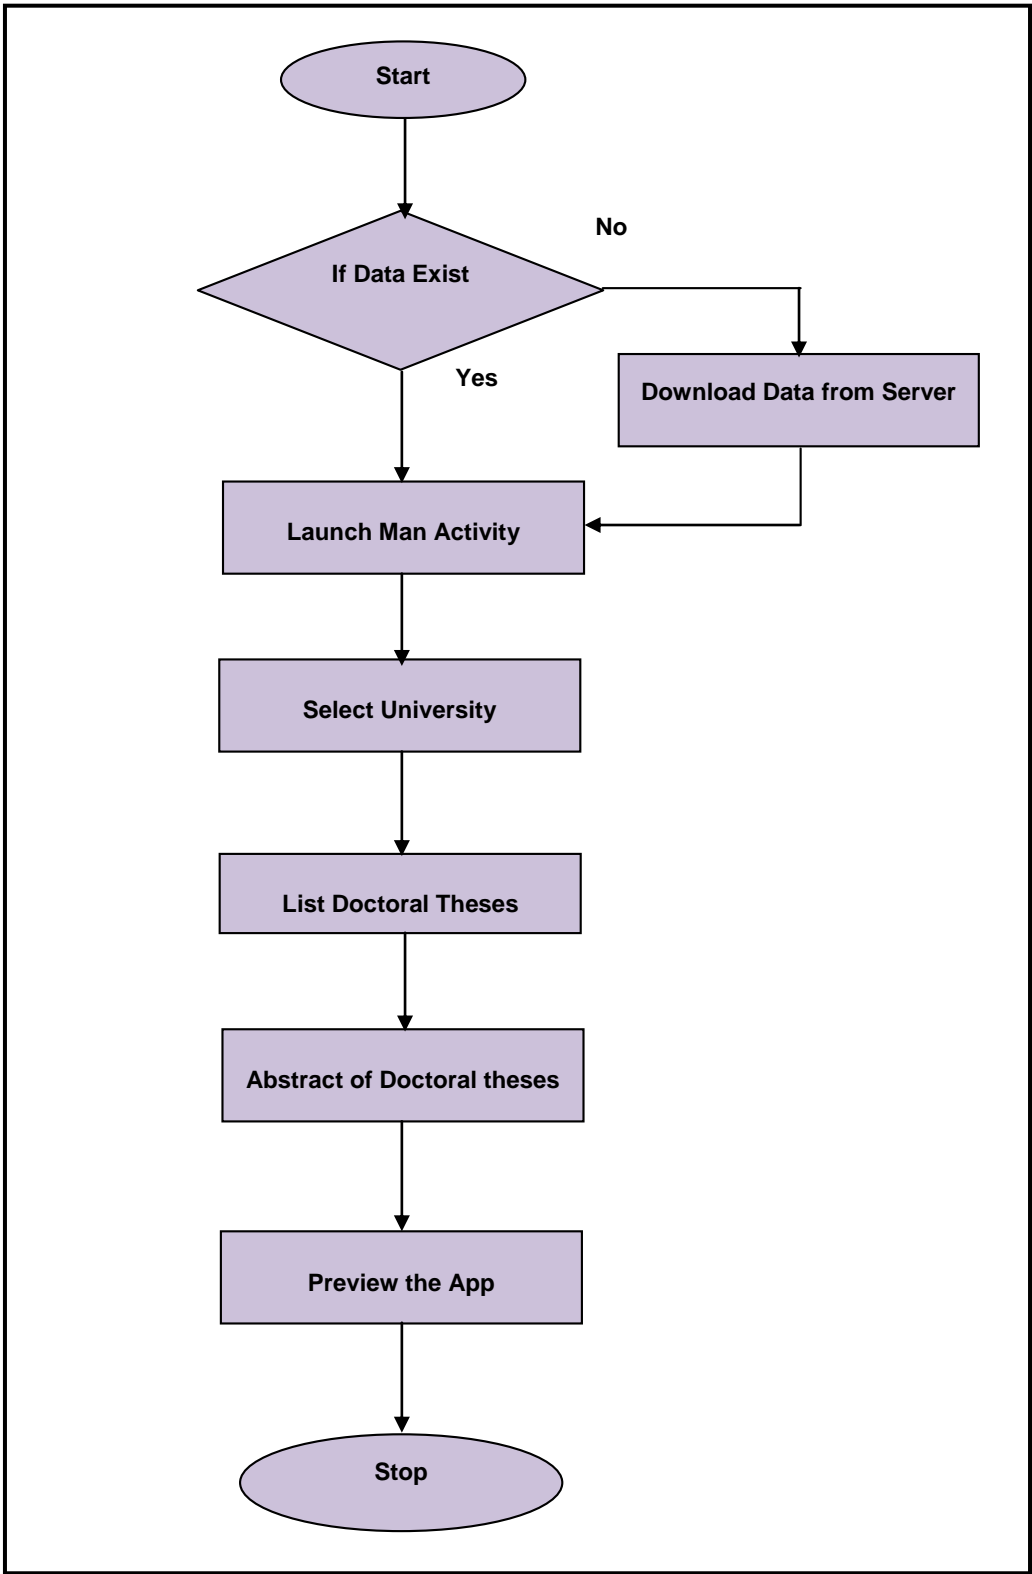 Start
No
If Data Exist
Yes
Download Data from Server
Launch Man Activity
Select University
List Doctoral Theses
Abstract of Doctoral theses
Preview the App
Stop